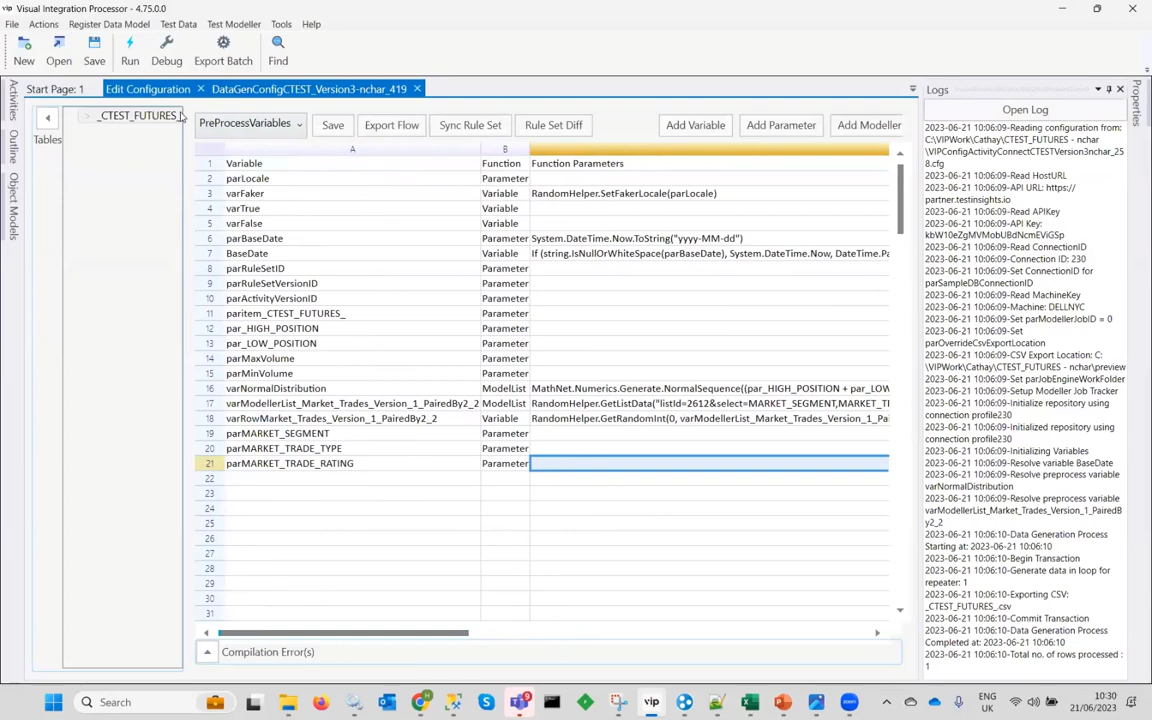 vip Visual Integration Processor - 4.75.0.0
File Actions Register Data Model Test Data Test Modeller Tools Help
New Open Save Run Debug Export Batch Find
Activities
Outline
Object Models
Start Page: 1 Edit Configuration × DataGenConfigCTEST_Version3-nchar_419 ×
Tables
> _CTEST_FUTURES_
PreProcessVariables Save Export Flow Sync Rule Set Rule Set Diff Add Variable Add Parameter Add Modeller
A B
1 Variable Function Function Parameters
2 parLocale Parameter
3 varFaker Variable RandomHelper.SetFakerLocale(parLocale)
4 varTrue Variable
5 varFalse Variable
6 parBaseDate Parameter System.DateTime.Now.ToString("yyyy-MM-dd")
7 BaseDate Variable If (string.IsNullOrWhiteSpace(parBaseDate), System.DateTime.Now, DateTime.Pa
8 parRuleSetID Parameter
9 parRuleSetVersionID Parameter
10 parActivityVersionID Parameter
11 paritem_CTEST_FUTURES_ Parameter
12 par_HIGH_POSITION Parameter
13 par_LOW_POSITION Parameter
14 parMaxVolume Parameter
15 parMinVolume Parameter
16 varNormalDistribution ModelList MathNet.Numerics.Generate.NormalSequence((par_HIGH_POSITION + par_LOW
17 varModellerList_Market_Trades_Version_1_PairedBy2_2 ModelList RandomHelper.GetListData("listId=2612&select=MARKET_SEGMENT,MARKET_TI
18 varRowMarket_Trades_Version_1_PairedBy2_2 Variable RandomHelper.GetRandomInt(0, varModellerList_Market_Trades_Version_1_Pai
19 parMARKET_SEGMENT Parameter
20 parMARKET_TRADE_TYPE Parameter
21 parMARKET_TRADE_RATING Parameter
22
23
24
25
26
27
28
29
30
31
Compilation Error(s)
Logs
Properties
Open Log
2023-06-21 10:06:09-Reading configuration from:
C:\VIPWork\Cathay\CTEST_FUTURES -
nchar
\VIPConfigActivityConnectCTESTVersion3nchar_25
8.cfg
2023-06-21 10:06:09-Read HostURL
2023-06-21 10:06:09-API URL: https://
partner.testinsights.io
2023-06-21 10:06:09-Read APIKey
2023-06-21 10:06:09-API Key:
kbW10eZgMVMobUBdNcmEViGSp
2023-06-21 10:06:09-Read ConnectionID
2023-06-21 10:06:09-Connection ID: 230
2023-06-21 10:06:09-Set ConnectionID for
parSampleDBConnectionID
2023-06-21 10:06:09-Read MachineKey
2023-06-21 10:06:09-Machine: DELLNYC
2023-06-21 10:06:09-Set parModellerJobID = 0
2023-06-21 10:06:09-Set
parOverrideCsvExportLocation
2023-06-21 10:06:09-CSV Export Location: C:
\VIPWork\Cathay\CTEST_FUTURES - nchar\preview
2023-06-21 10:06:09-Set parJobEngineWorkFolder
2023-06-21 10:06:09-Setup Modeller Job Tracker
2023-06-21 10:06:09-Initialize repository using
connection profile230
2023-06-21 10:06:09-Initialized repository using
connection profile230
2023-06-21 10:06:09-Initializing Variables
2023-06-21 10:06:09-Resolve variable BaseDate
2023-06-21 10:06:09-Resolve preprocess variable
varNormalDistribution
2023-06-21 10:06:09-Resolve preprocess variable
varModellerList_Market_Trades_Version_1_PairedB
y2_2
2023-06-21 10:06:10-Data Generation Process
Starting at: 2023-06-21 10:06:10
2023-06-21 10:06:10-Begin Transaction
2023-06-21 10:06:10-Generate data in loop for
repeater: 1
2023-06-21 10:06:10-Exporting CSV:
_CTEST_FUTURES_.csv
2023-06-21 10:06:10-Commit Transaction
2023-06-21 10:06:10-Data Generation Process
Completed at: 2023-06-21 10:06:10
2023-06-21 10:06:10-Total no. of rows processed :
1
Search
vip
zoom
ENG
UK
10:30
21/06/2023